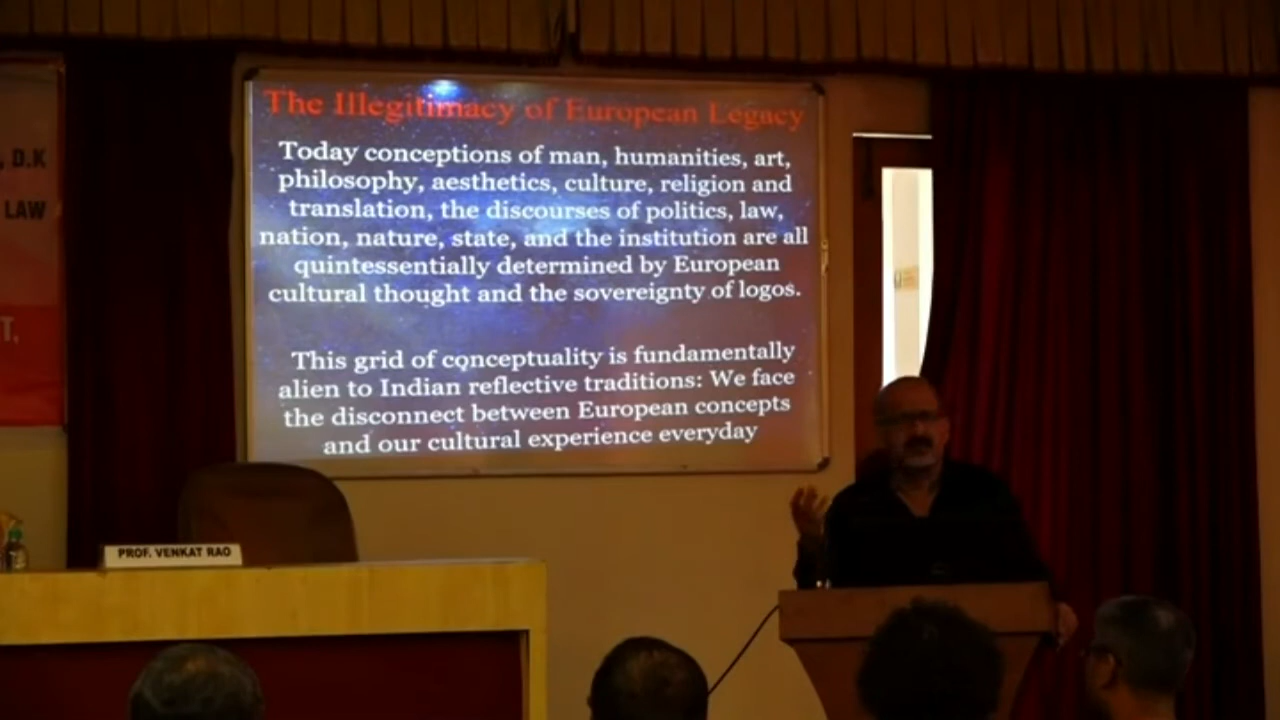 , D.K
LAW
T,
The Illegitimacy of European Legacy
Today conceptions of man, humanities, art,
philosophy, aesthetics, culture, religion and
translation, the discourses of politics, law,
nation, nature, state, and the institution are all
quintessentially determined by European
cultural thought and the sovereignty of logos.
This grid of conceptuality is fundamentally
alien to Indian reflective traditions: We face
the disconnect between European concepts
and our cultural experience everyday
PROF. VENKAT RAO